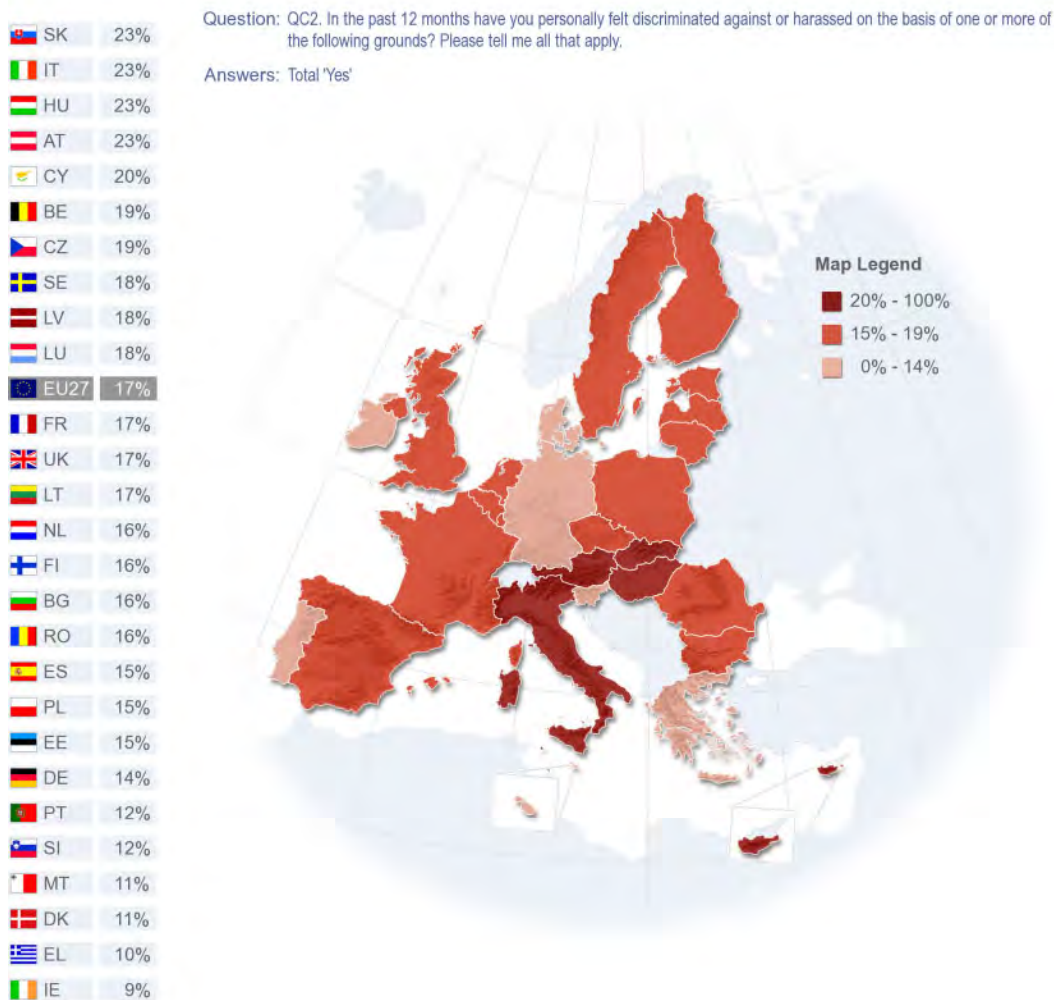 Question: QC2. In the past 12 months have you personally felt discriminated against or harassed on the basis of one or more of
the following grounds? Please tell me all that apply.
Answers: Total 'Yes'
SK 23%
IT 23%
HU 23%
AT 23%
CY 20%
BE 19%
CZ 19%
SE 18%
LV 18%
LU 18%
EU27 17%
FR 17%
UK 17%
LT 17%
NL 16%
FI 16%
BG 16%
RO 16%
ES 15%
PL 15%
EE 15%
DE 14%
PT 12%
SI 12%
MT 11%
DK 11%
EL 10%
IE 9%
Map Legend
20% - 100%
15% - 19%
0% - 14%